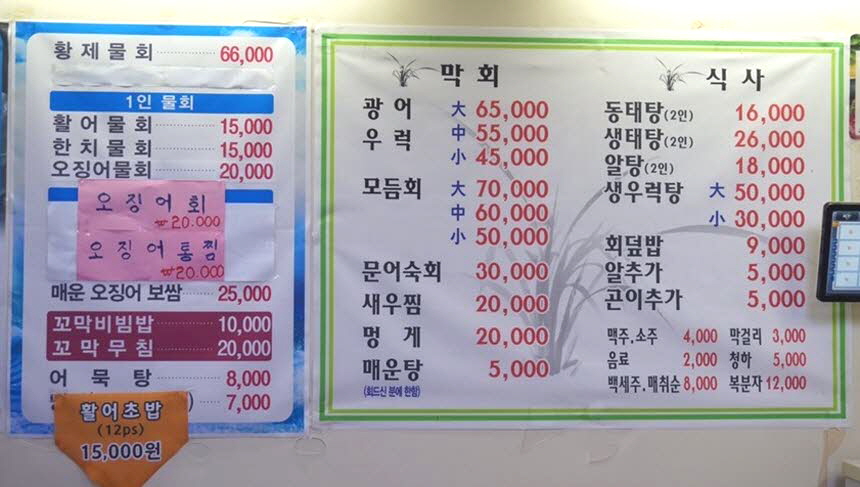 황제물회 66,000
1인 물회
활어물회 15,000
한치물회 15,000
오징어물회 20,000
오징어회
₩20.000
오징어통찜
₩20.000
매운 오징어 보쌈 25,000
꼬막비빔밥 10,000
꼬막무침 20,000
어묵탕 8,000
) 7,000
활어초밥
(12ps)
15,000원
막회
광어 大 65,000
우럭 中 55,000
小 45,000
모듬회 大 70,000
中 60,000
小 50,000
문어숙회 30,000
새우찜 20,000
멍게 20,000
매운탕 5,000
(회드신 분에 한함)
식사
동태탕(2인) 16,000
생태탕(2인) 26,000
알탕(2인) 18,000
생우럭탕 大 50,000
小 30,000
회덮밥 9,000
알추가 5,000
곤이추가 5,000
맥주.소주 4,000 막걸리 3,000
음료 2,000 청하 5,000
백세주.매취순 8,000 복분자 12,000